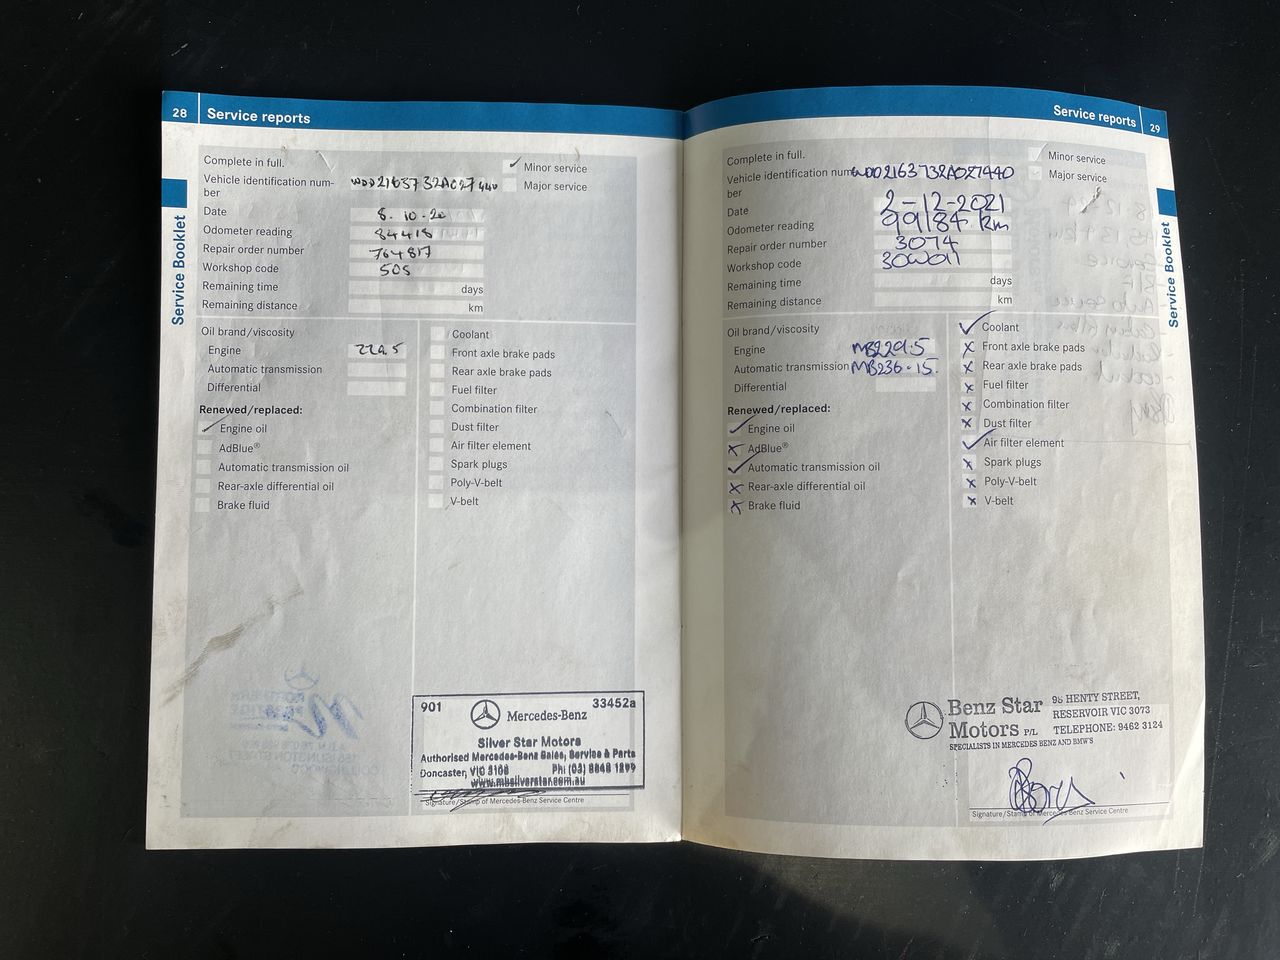 28 Service reports
Service Booklet
Complete in full.
✓ Minor service
Major service
Vehicle identification num-
ber
Date 8. 10. 20
Odometer reading 84418
Repair order number 764817
Workshop code 505
Remaining time days
Remaining distance km
Oil brand/viscosity
Engine 229.5
Automatic transmission
Differential
Renewed/replaced:
✓ Engine oil
AdBlue®
Automatic transmission oil
Rear-axle differential oil
Brake fluid
Coolant
Front axle brake pads
Rear axle brake pads
Fuel filter
Combination filter
Dust filter
Air filter element
Spark plugs
Poly-V-belt
V-belt
901 33452a
Mercedes-Benz
Silver Star Motors
Authorised Mercedes-Benz Sales, Service & Parts
Doncaster, VIC 3108 Ph: (03) 8848 1299
www.mbsilverstar.com.au
Signature/Stamp of Mercedes-Benz Service Centre
Service reports 29
Service Booklet
Complete in full.
Minor service
Major service
Vehicle identification num- WDD2163732A027440
ber
Date 2-12-2021
Odometer reading 99184 km
Repair order number 3074
Workshop code
Remaining time days
Remaining distance km
Oil brand/viscosity
Engine MB229.5
Automatic transmission MB236.15
Differential
Renewed/replaced:
✓ Engine oil
x AdBlue®
✓ Automatic transmission oil
x Rear-axle differential oil
x Brake fluid
✓ Coolant
x Front axle brake pads
x Rear axle brake pads
x Fuel filter
x Combination filter
x Dust filter
✓ Air filter element
x Spark plugs
x Poly-V-belt
x V-belt
Benz Star
Motors P/L
SPECIALISTS IN MERCEDES BENZ AND BMW'S
95 HENTY STREET,
RESERVOIR VIC 3073
TELEPHONE: 9462 3124
Signature/Stamp of Mercedes Benz Service Centre